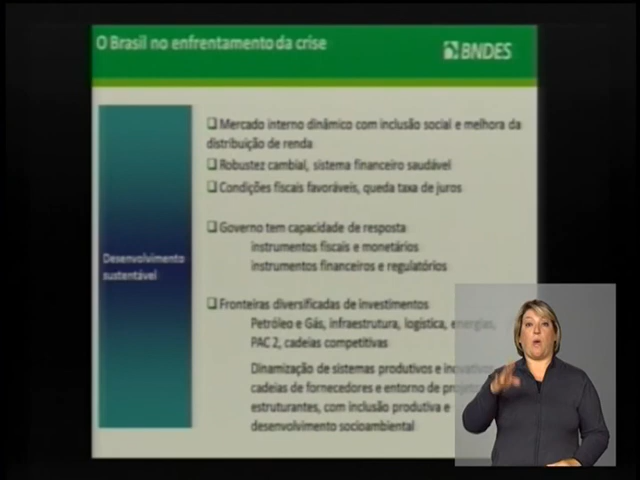 O Brasil no enfrentamento da crise
BNDES
Desenvolvimento
sustentável
Mercado interno dinâmico com inclusão social e melhora da
distribuição de renda
Robustez cambial, sistema financeiro saudável
Condições fiscais favoráveis, queda taxa de juros
Governo tem capacidade de resposta
instrumentos fiscais e monetários
instrumentos financeiros e regulatórios
Fronteiras diversificadas de investimentos
Petróleo e Gás, infraestrutura, logística, energias,
PAC 2, cadeias competitivas
Dinamização de sistemas produtivos e
cadeias de fornecedores e entorno de
estruturantes, com inclusão produtiva e
desenvolvimento socioambiental